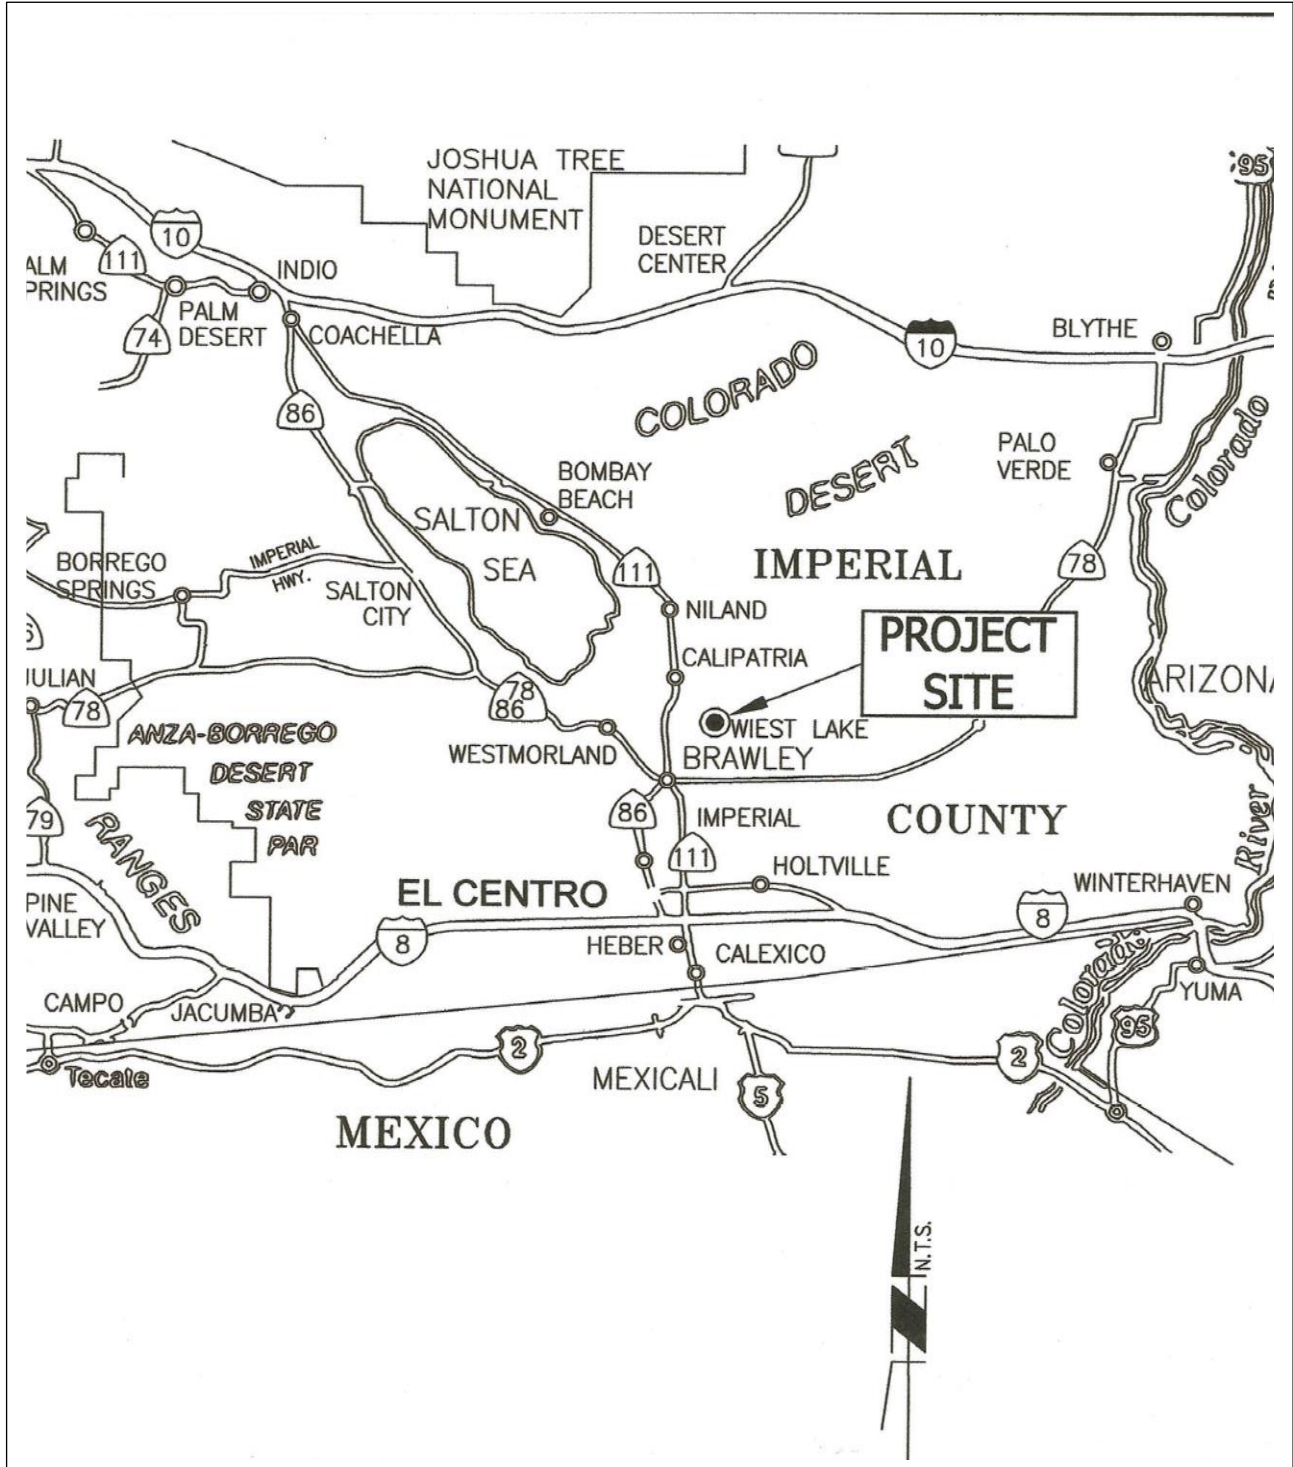 JOSHUA TREE
NATIONAL
MONUMENT
95
10
DESERT
CENTER
111
ALM
PRINGS
INDIO
PALM
DESERT
74
COACHELLA
10
BLYTHE
COLORADO
86
Colorado
PALO
VERDE
DESERT
BOMBAY
BEACH
SALTON
SEA
IMPERIAL
78
BORREGO
SPRINGS
IMPERIAL
HWY.
SALTON
CITY
111
NILAND
PROJECT
SITE
CALIPATRIA
JULIAN
78
78
86
ARIZONA
WIEST LAKE
ANZA-BORREGO
DESERT
STATE
PAR
WESTMORLAND
BRAWLEY
79
RANGES
86
IMPERIAL
COUNTY
River
111
HOLTVILLE
EL CENTRO
WINTERHAVEN
PINE
VALLEY
8
8
HEBER
CALEXICO
Colorado
YUMA
CAMPO
JACUMBA
95
2
2
Tecate
MEXICALI
5
MEXICO
N.T.S.